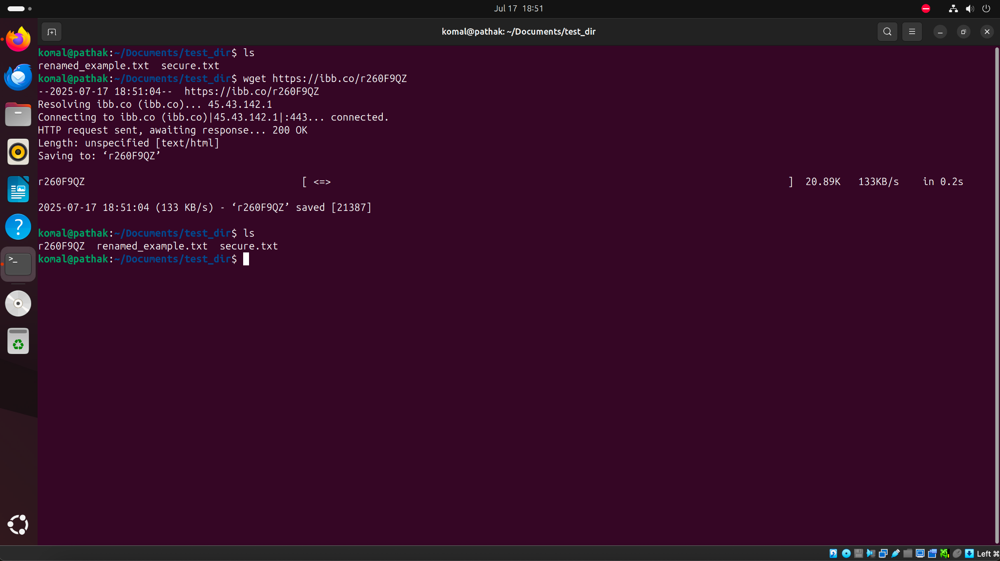 Jul 17 18:51
komal@pathak: ~/Documents/test_dir
komal@pathak:~/Documents/test_dir$ ls
renamed_example.txt  secure.txt
komal@pathak:~/Documents/test_dir$ wget https://ibb.co/r260F9QZ
--2025-07-17 18:51:04--  https://ibb.co/r260F9QZ
Resolving ibb.co (ibb.co)... 45.43.142.1
Connecting to ibb.co (ibb.co)|45.43.142.1|:443... connected.
HTTP request sent, awaiting response... 200 OK
Length: unspecified [text/html]
Saving to: ‘r260F9QZ’
r260F9QZ [ <=> ] 20.89K 133KB/s in 0.2s
2025-07-17 18:51:04 (133 KB/s) - ‘r260F9QZ’ saved [21387]
komal@pathak:~/Documents/test_dir$ ls
r260F9QZ  renamed_example.txt  secure.txt
komal@pathak:~/Documents/test_dir$
Left ⌘